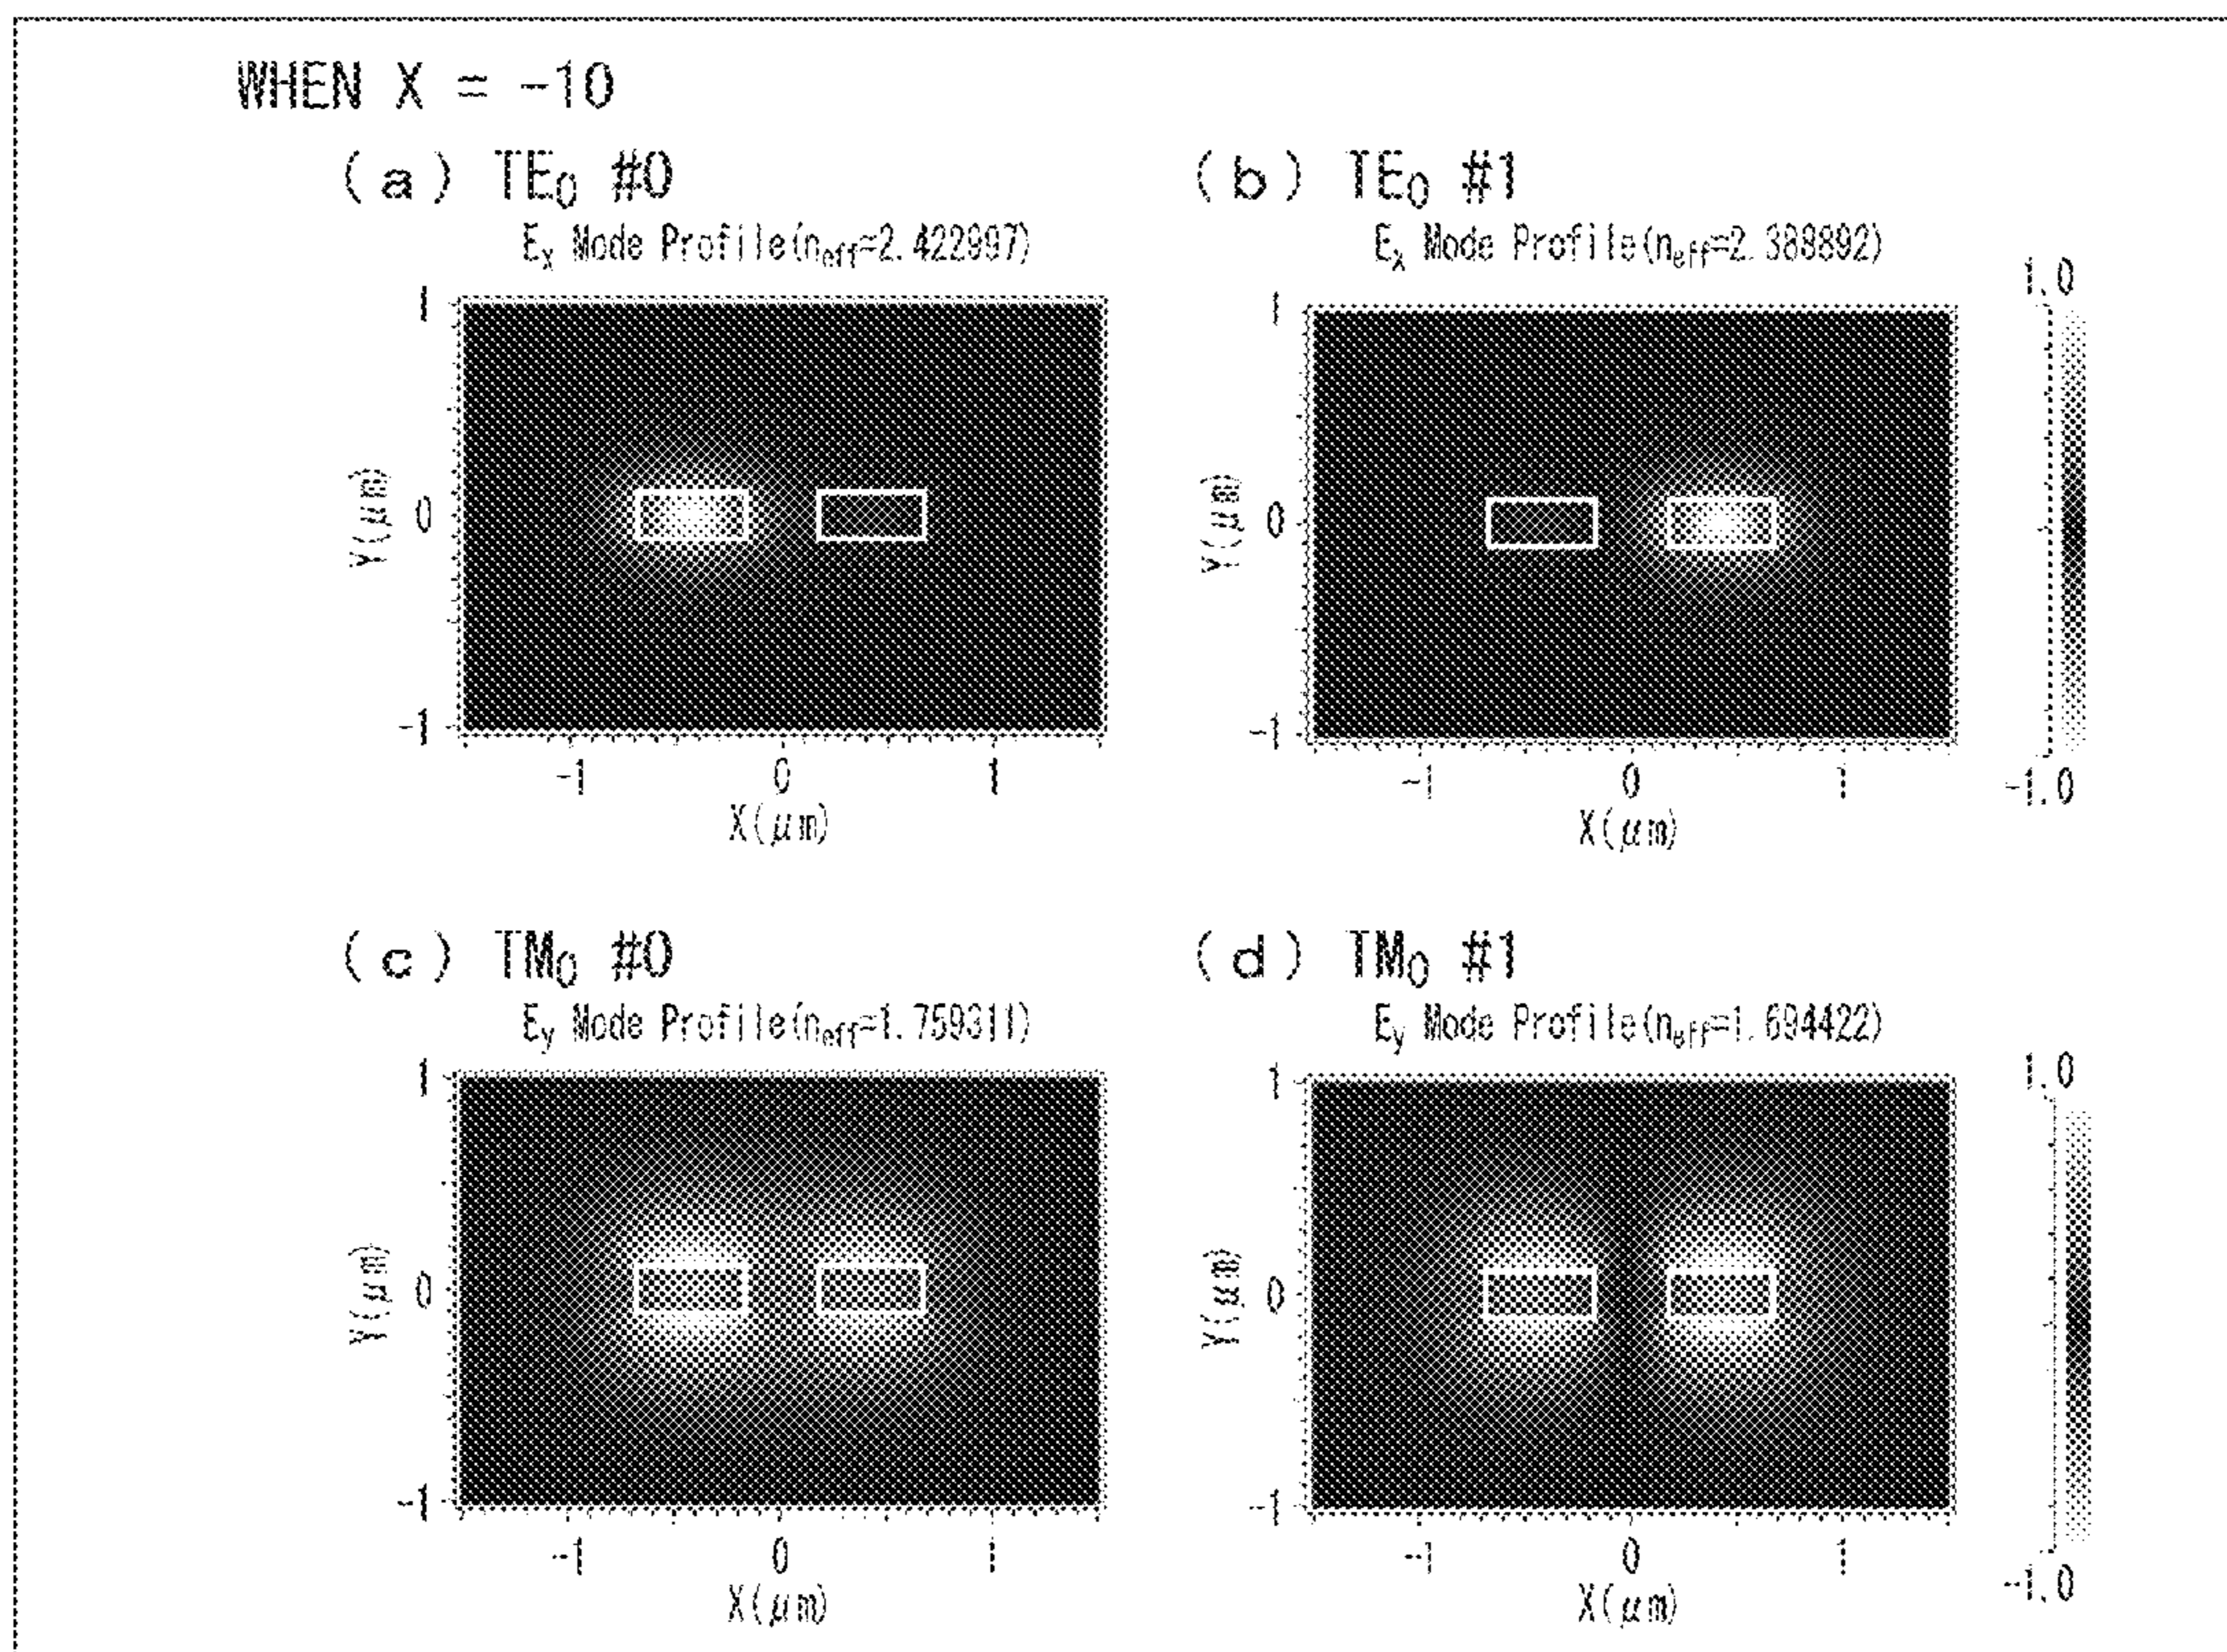 WHEN X = -10
(a) TE0 #0
(b) TE0 #1
Ex Mode Profile(neff=2.422997)
Ex Mode Profile(neff=2.388892)
1
0
-1
Y(μm)
-1 0 1
X(μm)
1
0
-1
Y(μm)
-1 0 1
X(μm)
1.0
-1.0
(c) TM0 #0
(d) TM0 #1
Ey Mode Profile(neff=1.759311)
Ey Mode Profile(neff=1.694422)
1
0
-1
Y(μm)
-1 0 1
X(μm)
1
0
-1
Y(μm)
-1 0 1
X(μm)
1.0
-1.0